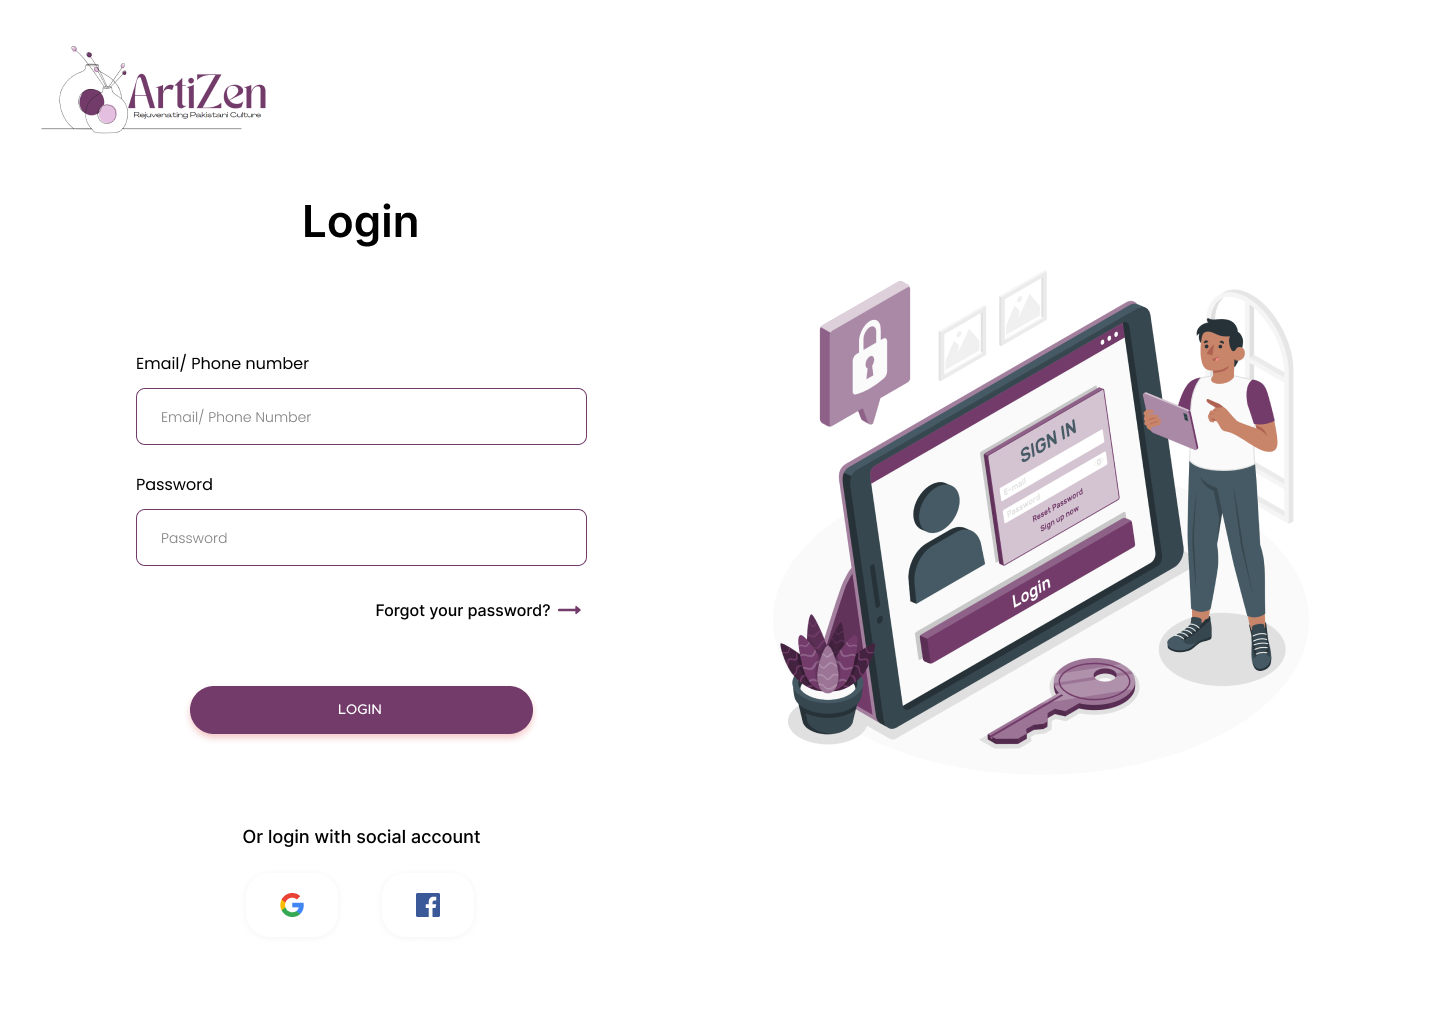 ArtiZen
Rejuvenating Pakistani Culture
Login
Email/ Phone number
Email/ Phone Number
Password
Password
Forgot your password?
LOGIN
Or login with social account
SIGN IN
E-mail
Password
Reset Password
Sign up now
Login